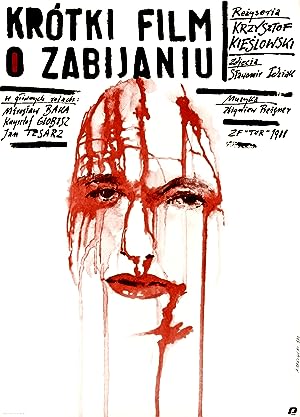 KRÓTKI FILM
O ZABIJANIU
Reżyseria
KRZYSZTOF
KIEŚLOWSKI
Zdjęcia
Sławomir Idziak
w głównych rolach:
Mirosław BAKA
Krzysztof GLOBISZ
Jan TESARZ
Muzyka
Zbigniew Preisner
ZF "TOR" 1988